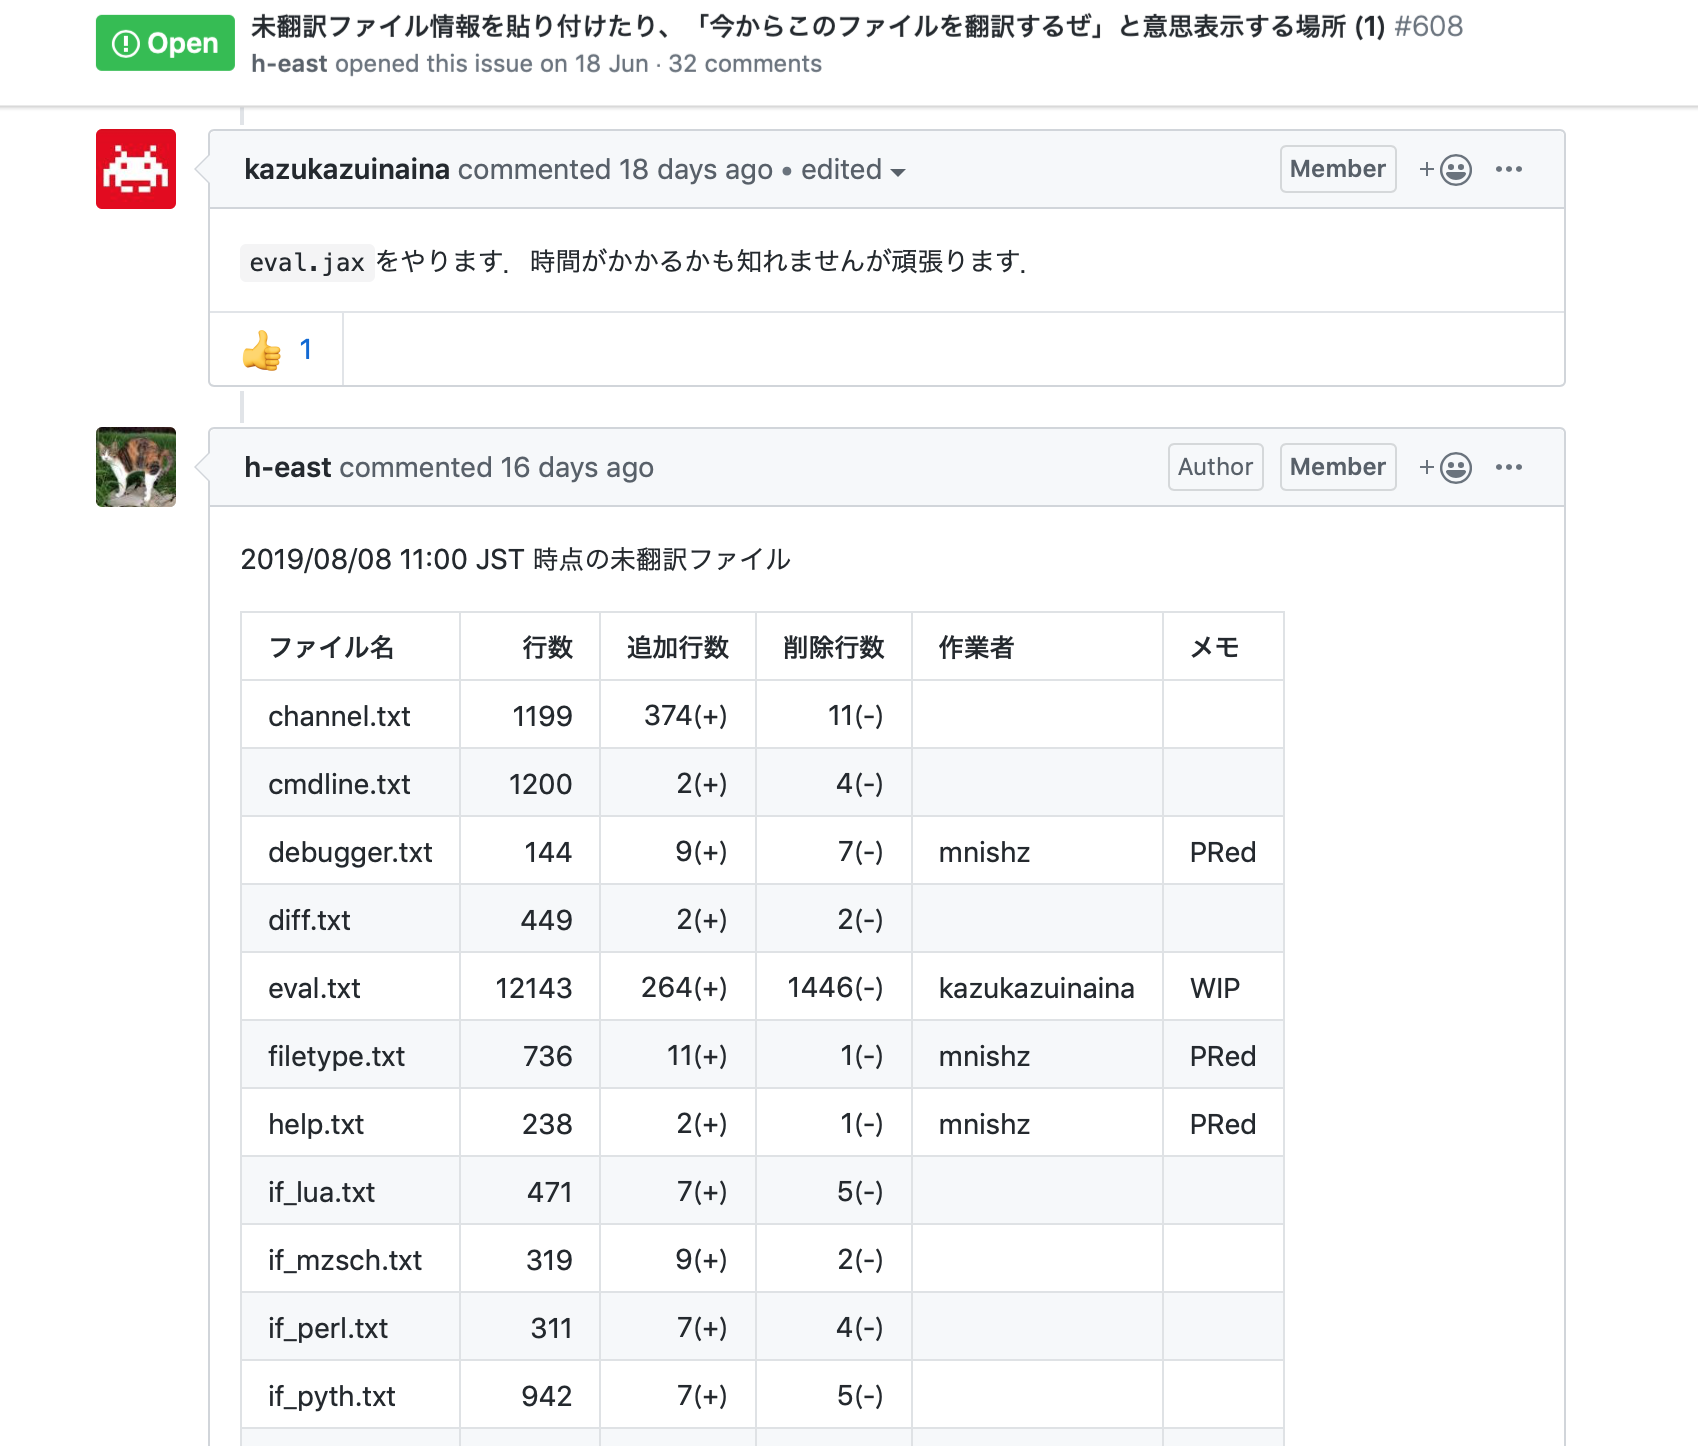 Open
未翻訳ファイル情報を貼り付けたり、「今からこのファイルを翻訳するぜ」と意思表示する場所 (1) #608
h-east opened this issue on 18 Jun · 32 comments
kazukazuinaina commented 18 days ago • edited
Member
eval.jaxをやります．時間がかかるかも知れませんが頑張ります．
👍 1
h-east commented 16 days ago
Author Member
2019/08/08 11:00 JST 時点の未翻訳ファイル
ファイル名 行数 追加行数 削除行数 作業者 メモ
channel.txt 1199 374(+) 11(-)
cmdline.txt 1200 2(+) 4(-)
debugger.txt 144 9(+) 7(-) mnishz PRed
diff.txt 449 2(+) 2(-)
eval.txt 12143 264(+) 1446(-) kazukazuinaina WIP
filetype.txt 736 11(+) 1(-) mnishz PRed
help.txt 238 2(+) 1(-) mnishz PRed
if_lua.txt 471 7(+) 5(-)
if_mzsch.txt 319 9(+) 2(-)
if_perl.txt 311 7(+) 4(-)
if_pyth.txt 942 7(+) 5(-)